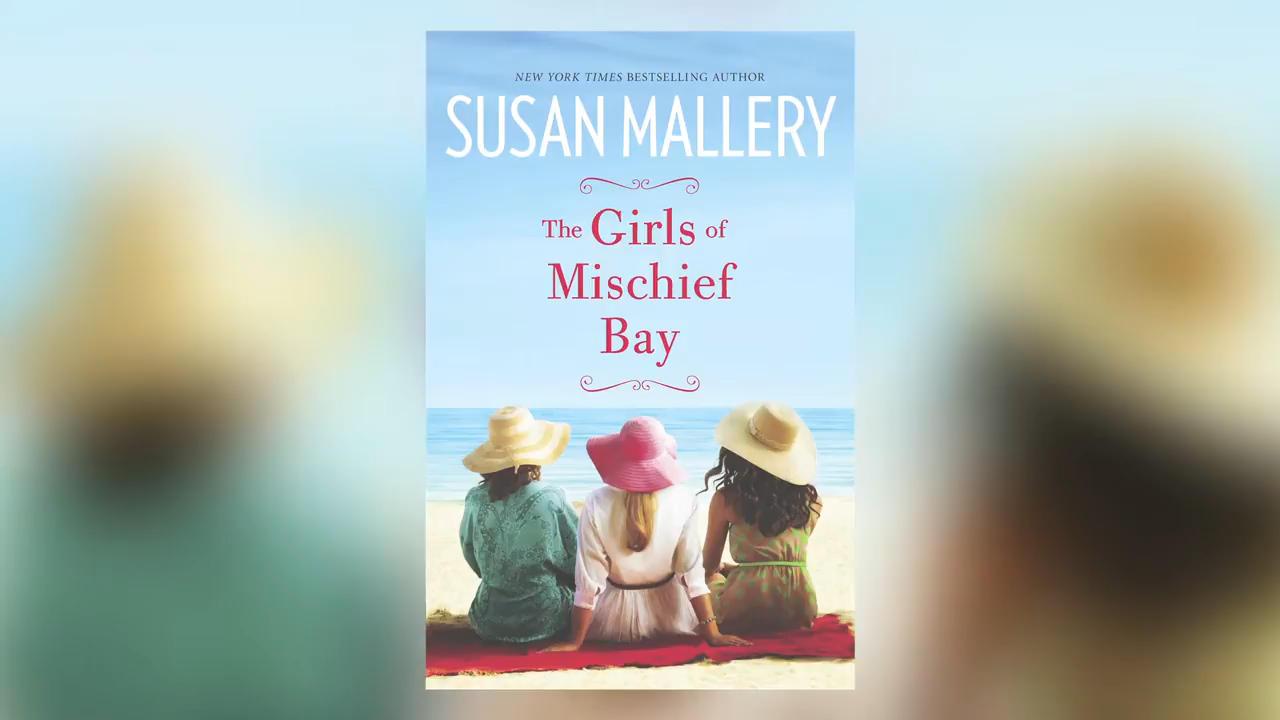 NEW YORK TIMES BESTSELLING AUTHOR
SUSAN MALLERY
The Girls of
Mischief
Bay